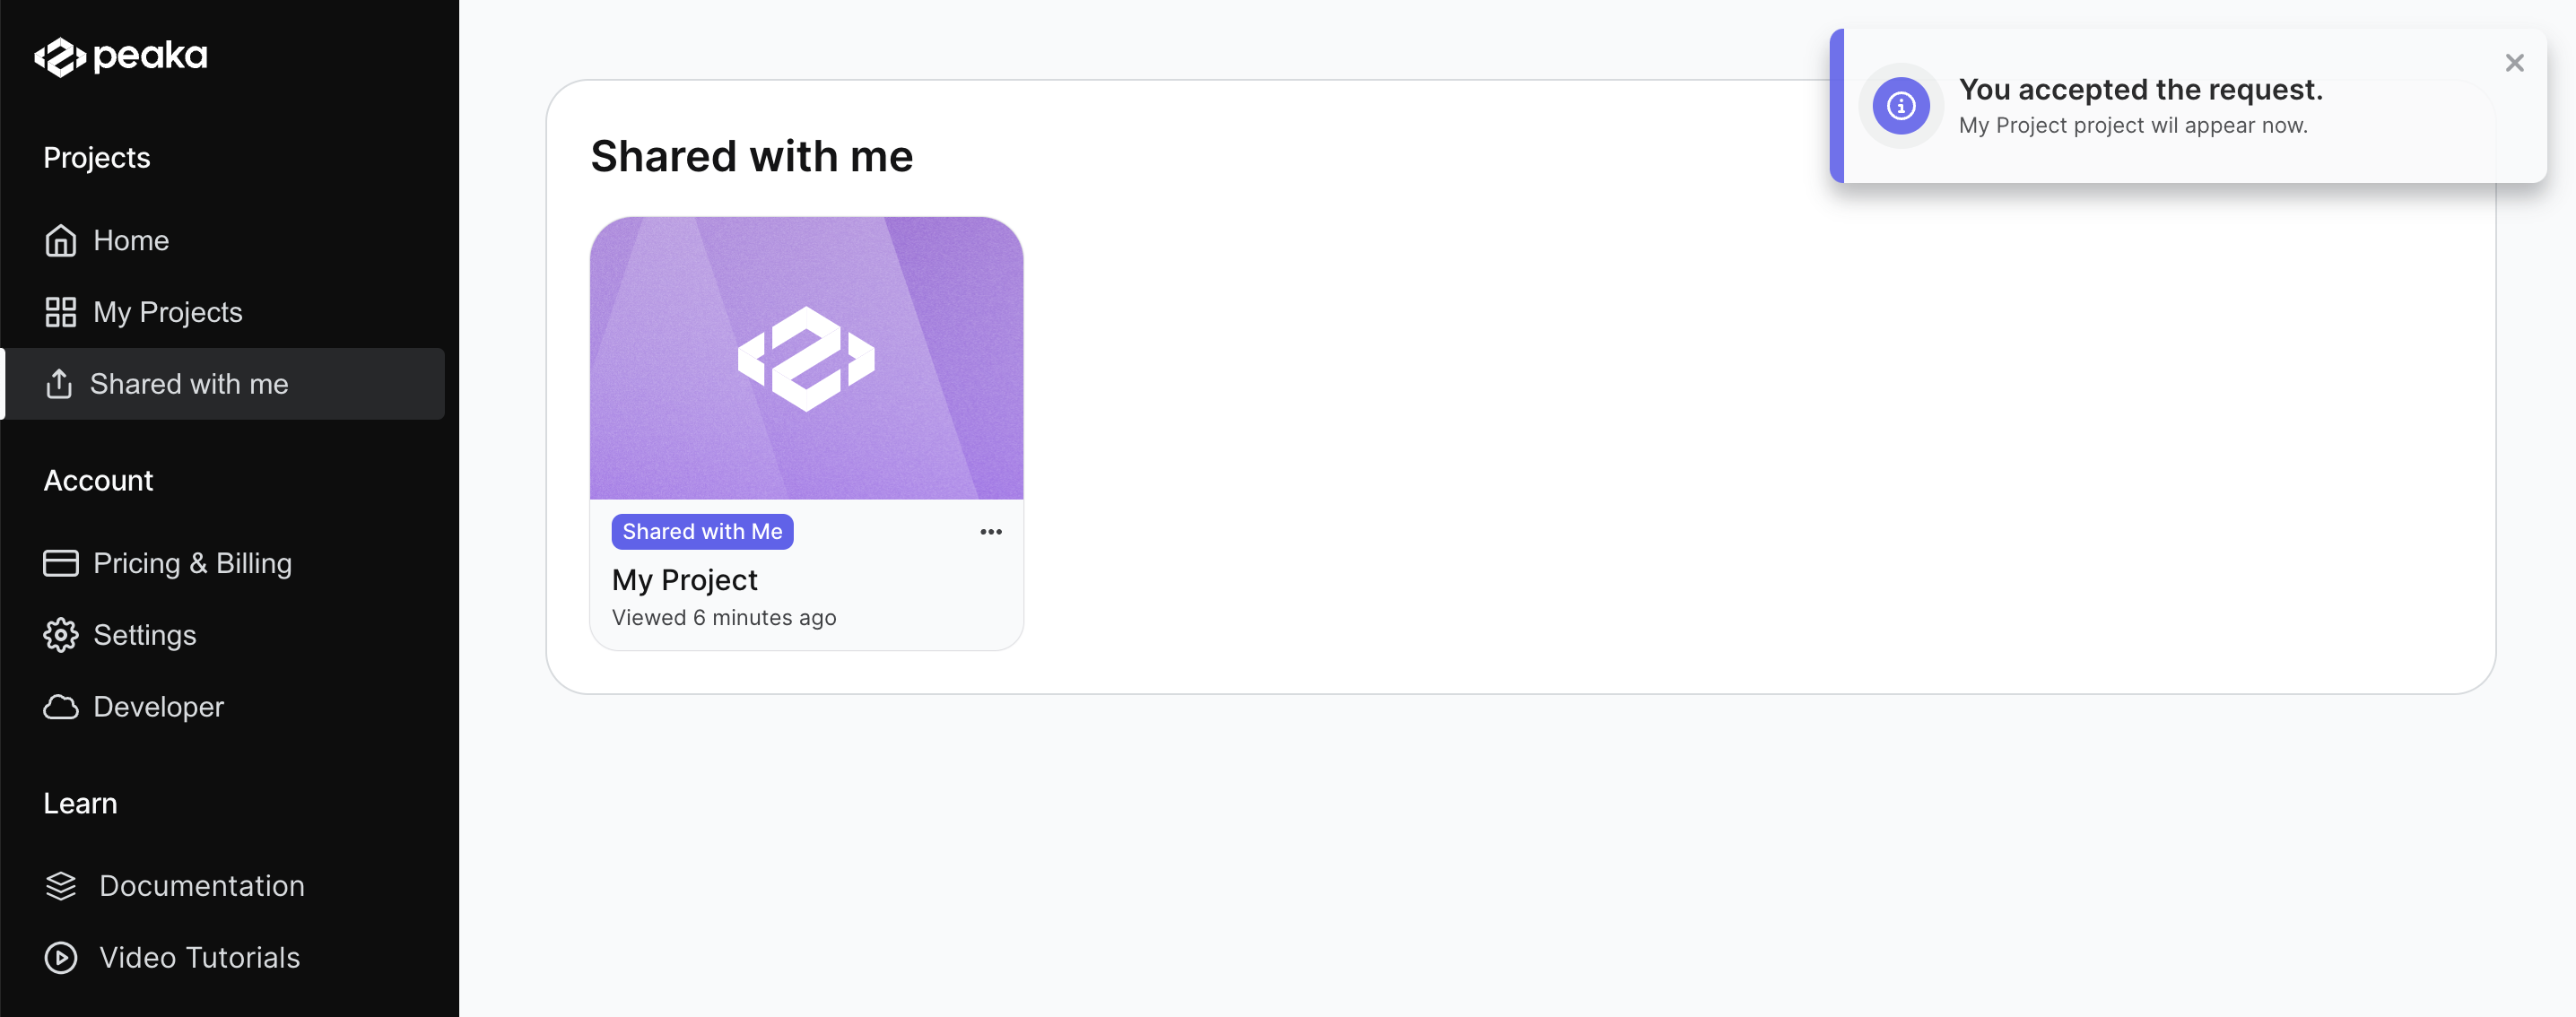 peaka
Projects
Home
My Projects
Shared with me
Account
Pricing & Billing
Settings
Developer
Learn
Documentation
Video Tutorials
Shared with me
Shared with Me
My Project
Viewed 6 minutes ago
You accepted the request.
My Project project wil appear now.